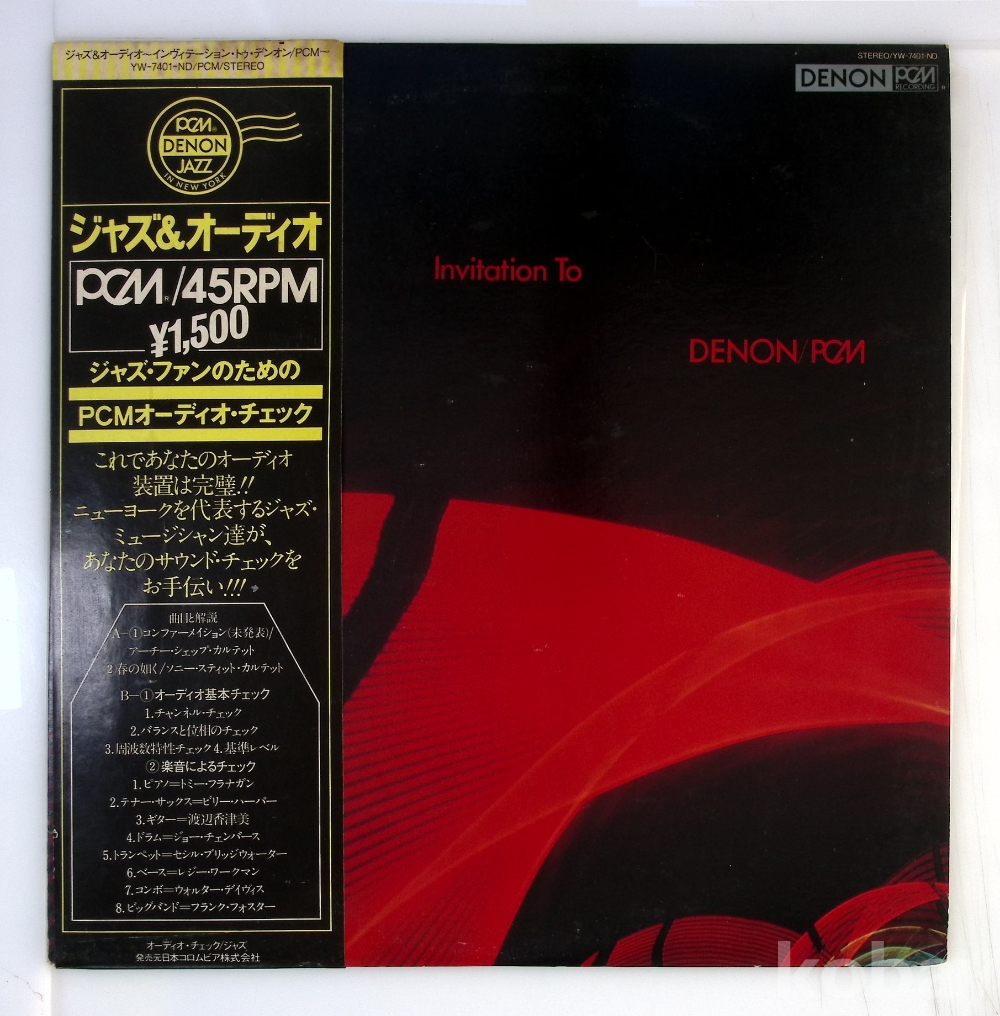 ジャズ&オーディオ〜インヴィテーション・トゥ・デンオン/PCM〜
YW-7401-ND/PCM/STEREO
PCM®
DENON
JAZZ
IN NEW YORK
ジャズ&オーディオ
PCM®/45RPM
¥1,500
ジャズ・ファンのための
PCMオーディオ・チェック
これであなたのオーディオ
装置は完璧!!
ニューヨークを代表するジャズ・
ミュージシャン達が、
あなたのサウンド・チェックを
お手伝い!!!
曲目と解説
A-①コンファーメイション(未発表)/
アーチー・シェップ・カルテット
2春の如く/ソニー・スティット・カルテット
B-①オーディオ基本チェック
1.チャンネル・チェック
2.バランスと位相のチェック
3.周波数特性チェック 4.基準レベル
②楽音によるチェック
1.ピアノ=トミー・フラナガン
2.テナー・サックス=ビリー・ハーパー
3.ギター=渡辺香津美
4.ドラム=ジョー・チェンバース
5.トランペット=セシル・ブリッジウォーター
6.ベース=レジー・ワークマン
7.コンボ=ウォルター・デイヴィス
8.ビッグバンド=フランク・フォスター
オーディオ・チェック/ジャズ
発売元日本コロムビア株式会社
STEREO/YW-7401-ND
DENON PCM RECORDING ®
Invitation To
DENON/PCM